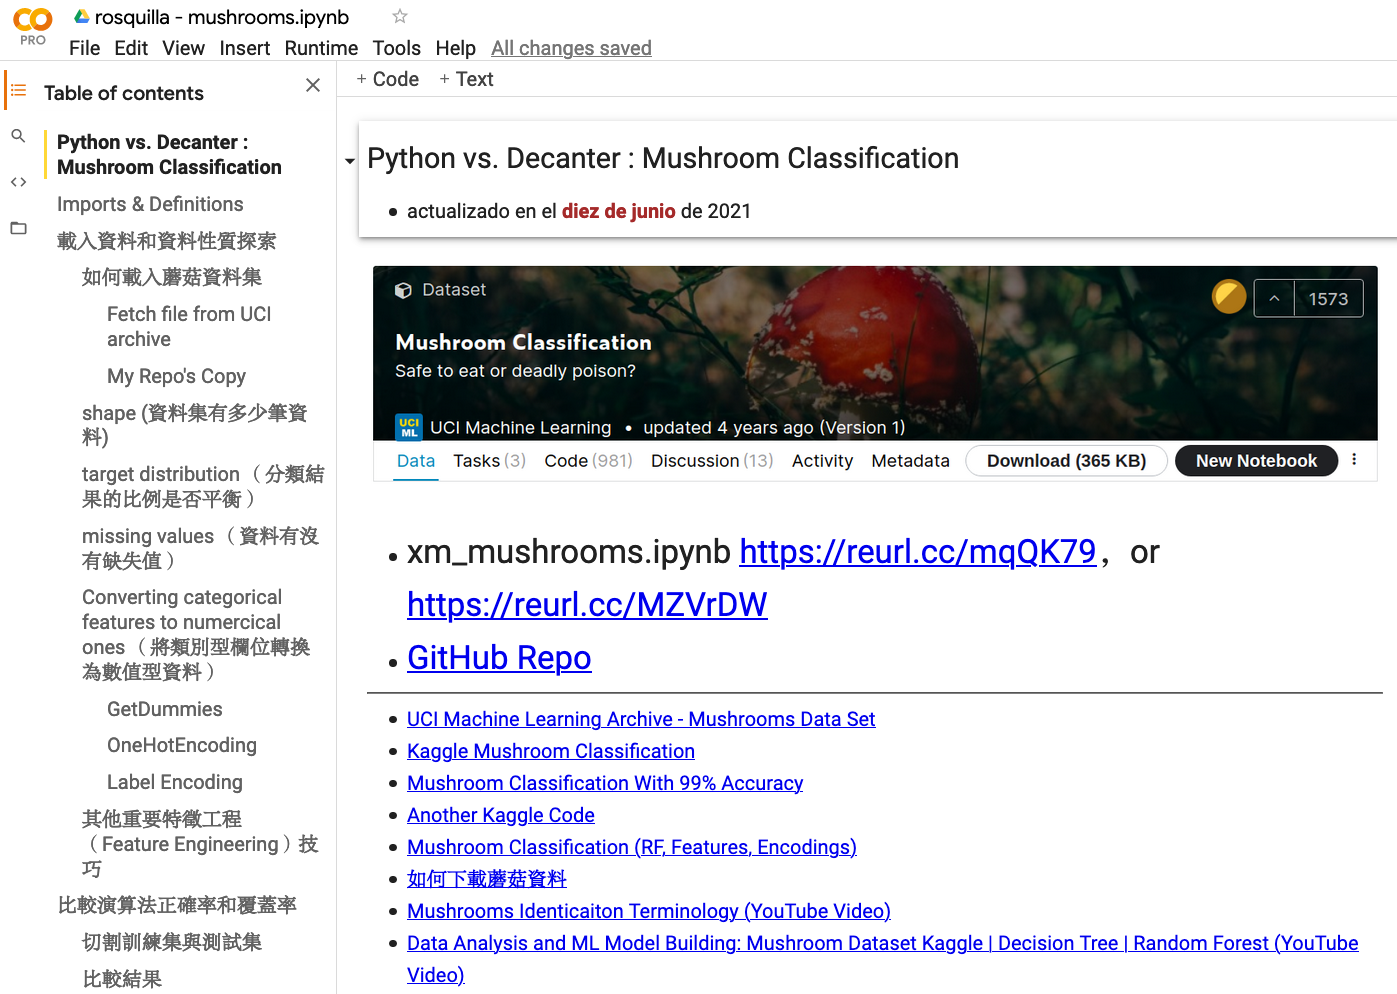 rosquilla - mushrooms.ipynb
PRO
File Edit View Insert Runtime Tools Help All changes saved
Table of contents
Python vs. Decanter :
Mushroom Classification
Imports & Definitions
載入資料和資料性質探索
如何載入蘑菇資料集
Fetch file from UCI
archive
My Repo's Copy
shape (資料集有多少筆資
料)
target distribution （分類結
果的比例是否平衡）
missing values （資料有沒
有缺失值）
Converting categorical
features to numercical
ones （將類別型欄位轉換
為數值型資料）
GetDummies
OneHotEncoding
Label Encoding
其他重要特徵工程
（Feature Engineering）技
巧
比較演算法正確率和覆蓋率
切割訓練集與測試集
比較結果
+ Code + Text
Python vs. Decanter : Mushroom Classification
• actualizado en el diez de junio de 2021
Dataset
1573
Mushroom Classification
Safe to eat or deadly poison?
UCI
ML
UCI Machine Learning • updated 4 years ago (Version 1)
Data Tasks (3) Code (981) Discussion (13) Activity Metadata Download (365 KB) New Notebook
• xm_mushrooms.ipynb https://reurl.cc/mqQK79，or
https://reurl.cc/MZVrDW
• GitHub Repo
• UCI Machine Learning Archive - Mushrooms Data Set
• Kaggle Mushroom Classification
• Mushroom Classification With 99% Accuracy
• Another Kaggle Code
• Mushroom Classification (RF, Features, Encodings)
• 如何下載蘑菇資料
• Mushrooms Identicaiton Terminology (YouTube Video)
• Data Analysis and ML Model Building: Mushroom Dataset Kaggle | Decision Tree | Random Forest (YouTube
Video)